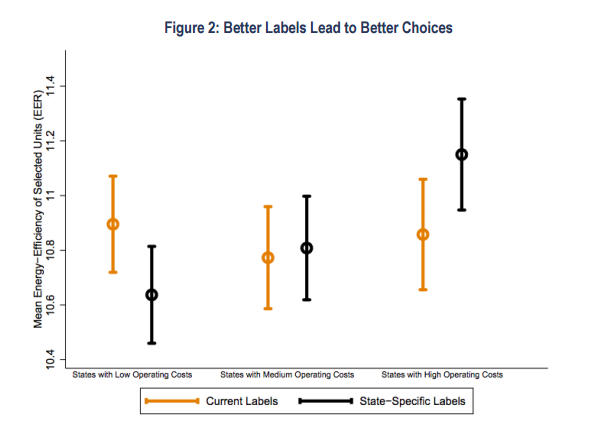 Figure 2: Better Labels Lead to Better Choices
Mean Energy−Efficiency of Selected Units (EER)
11.4
11.2
11
10.8
10.6
10.4
States with Low Operating Costs
States with Medium Operating Costs
States with High Operating Costs
Current Labels
State−Specific Labels